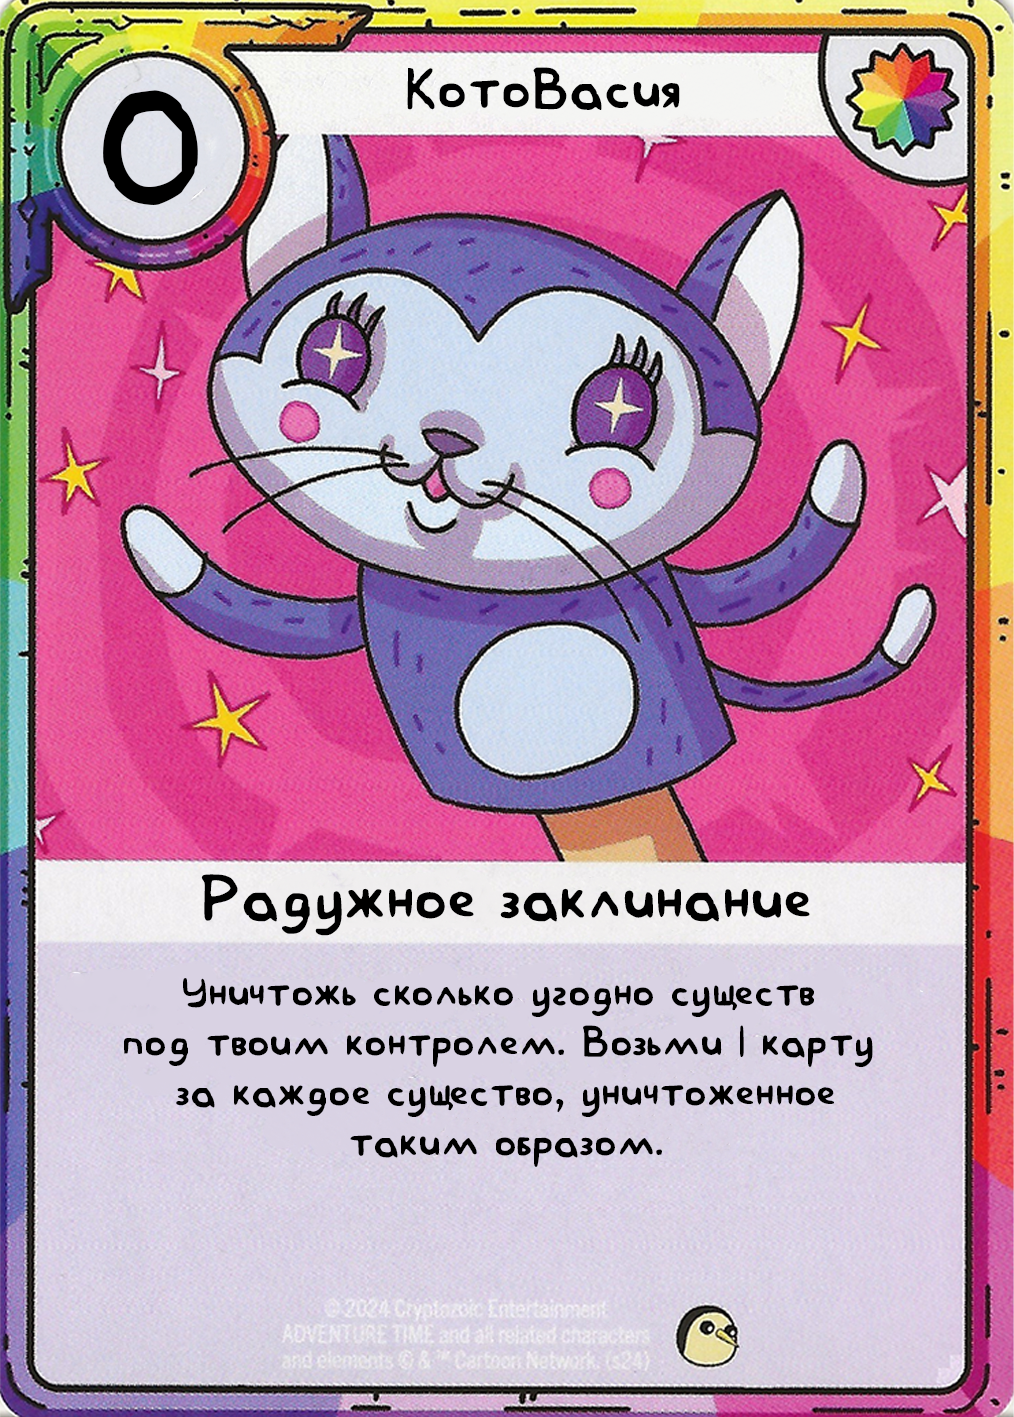 0
КотоВасия
Радужное заклинание
Уничтожь сколько угодно существ
под твоим контролем. Возьми 1 карту
за каждое существо, уничтоженное
таким образом.
© 2024 Cryptozoic Entertainment
ADVENTURE TIME and all related characters
and elements © & ™ Cartoon Network. (s24)